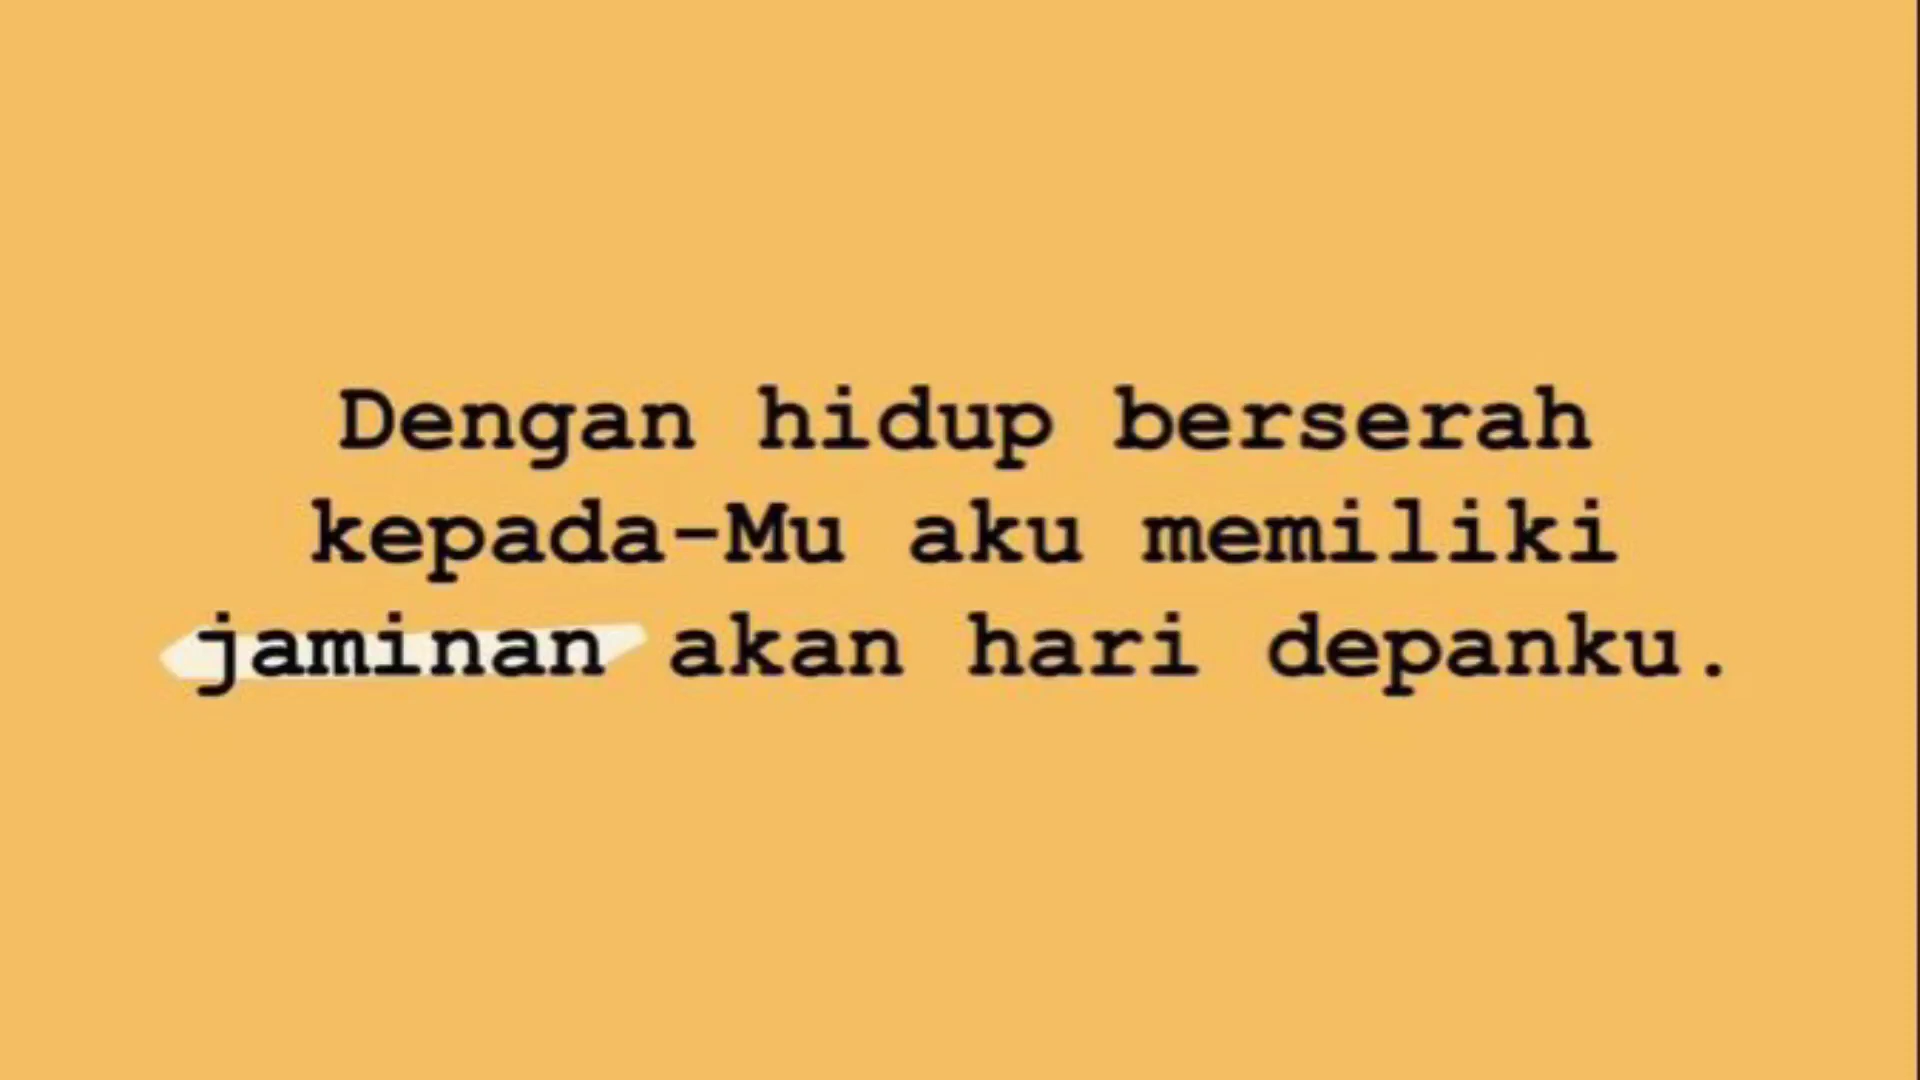 Dengan hidup berserah
kepada-Mu aku memiliki
jaminan akan hari depanku.